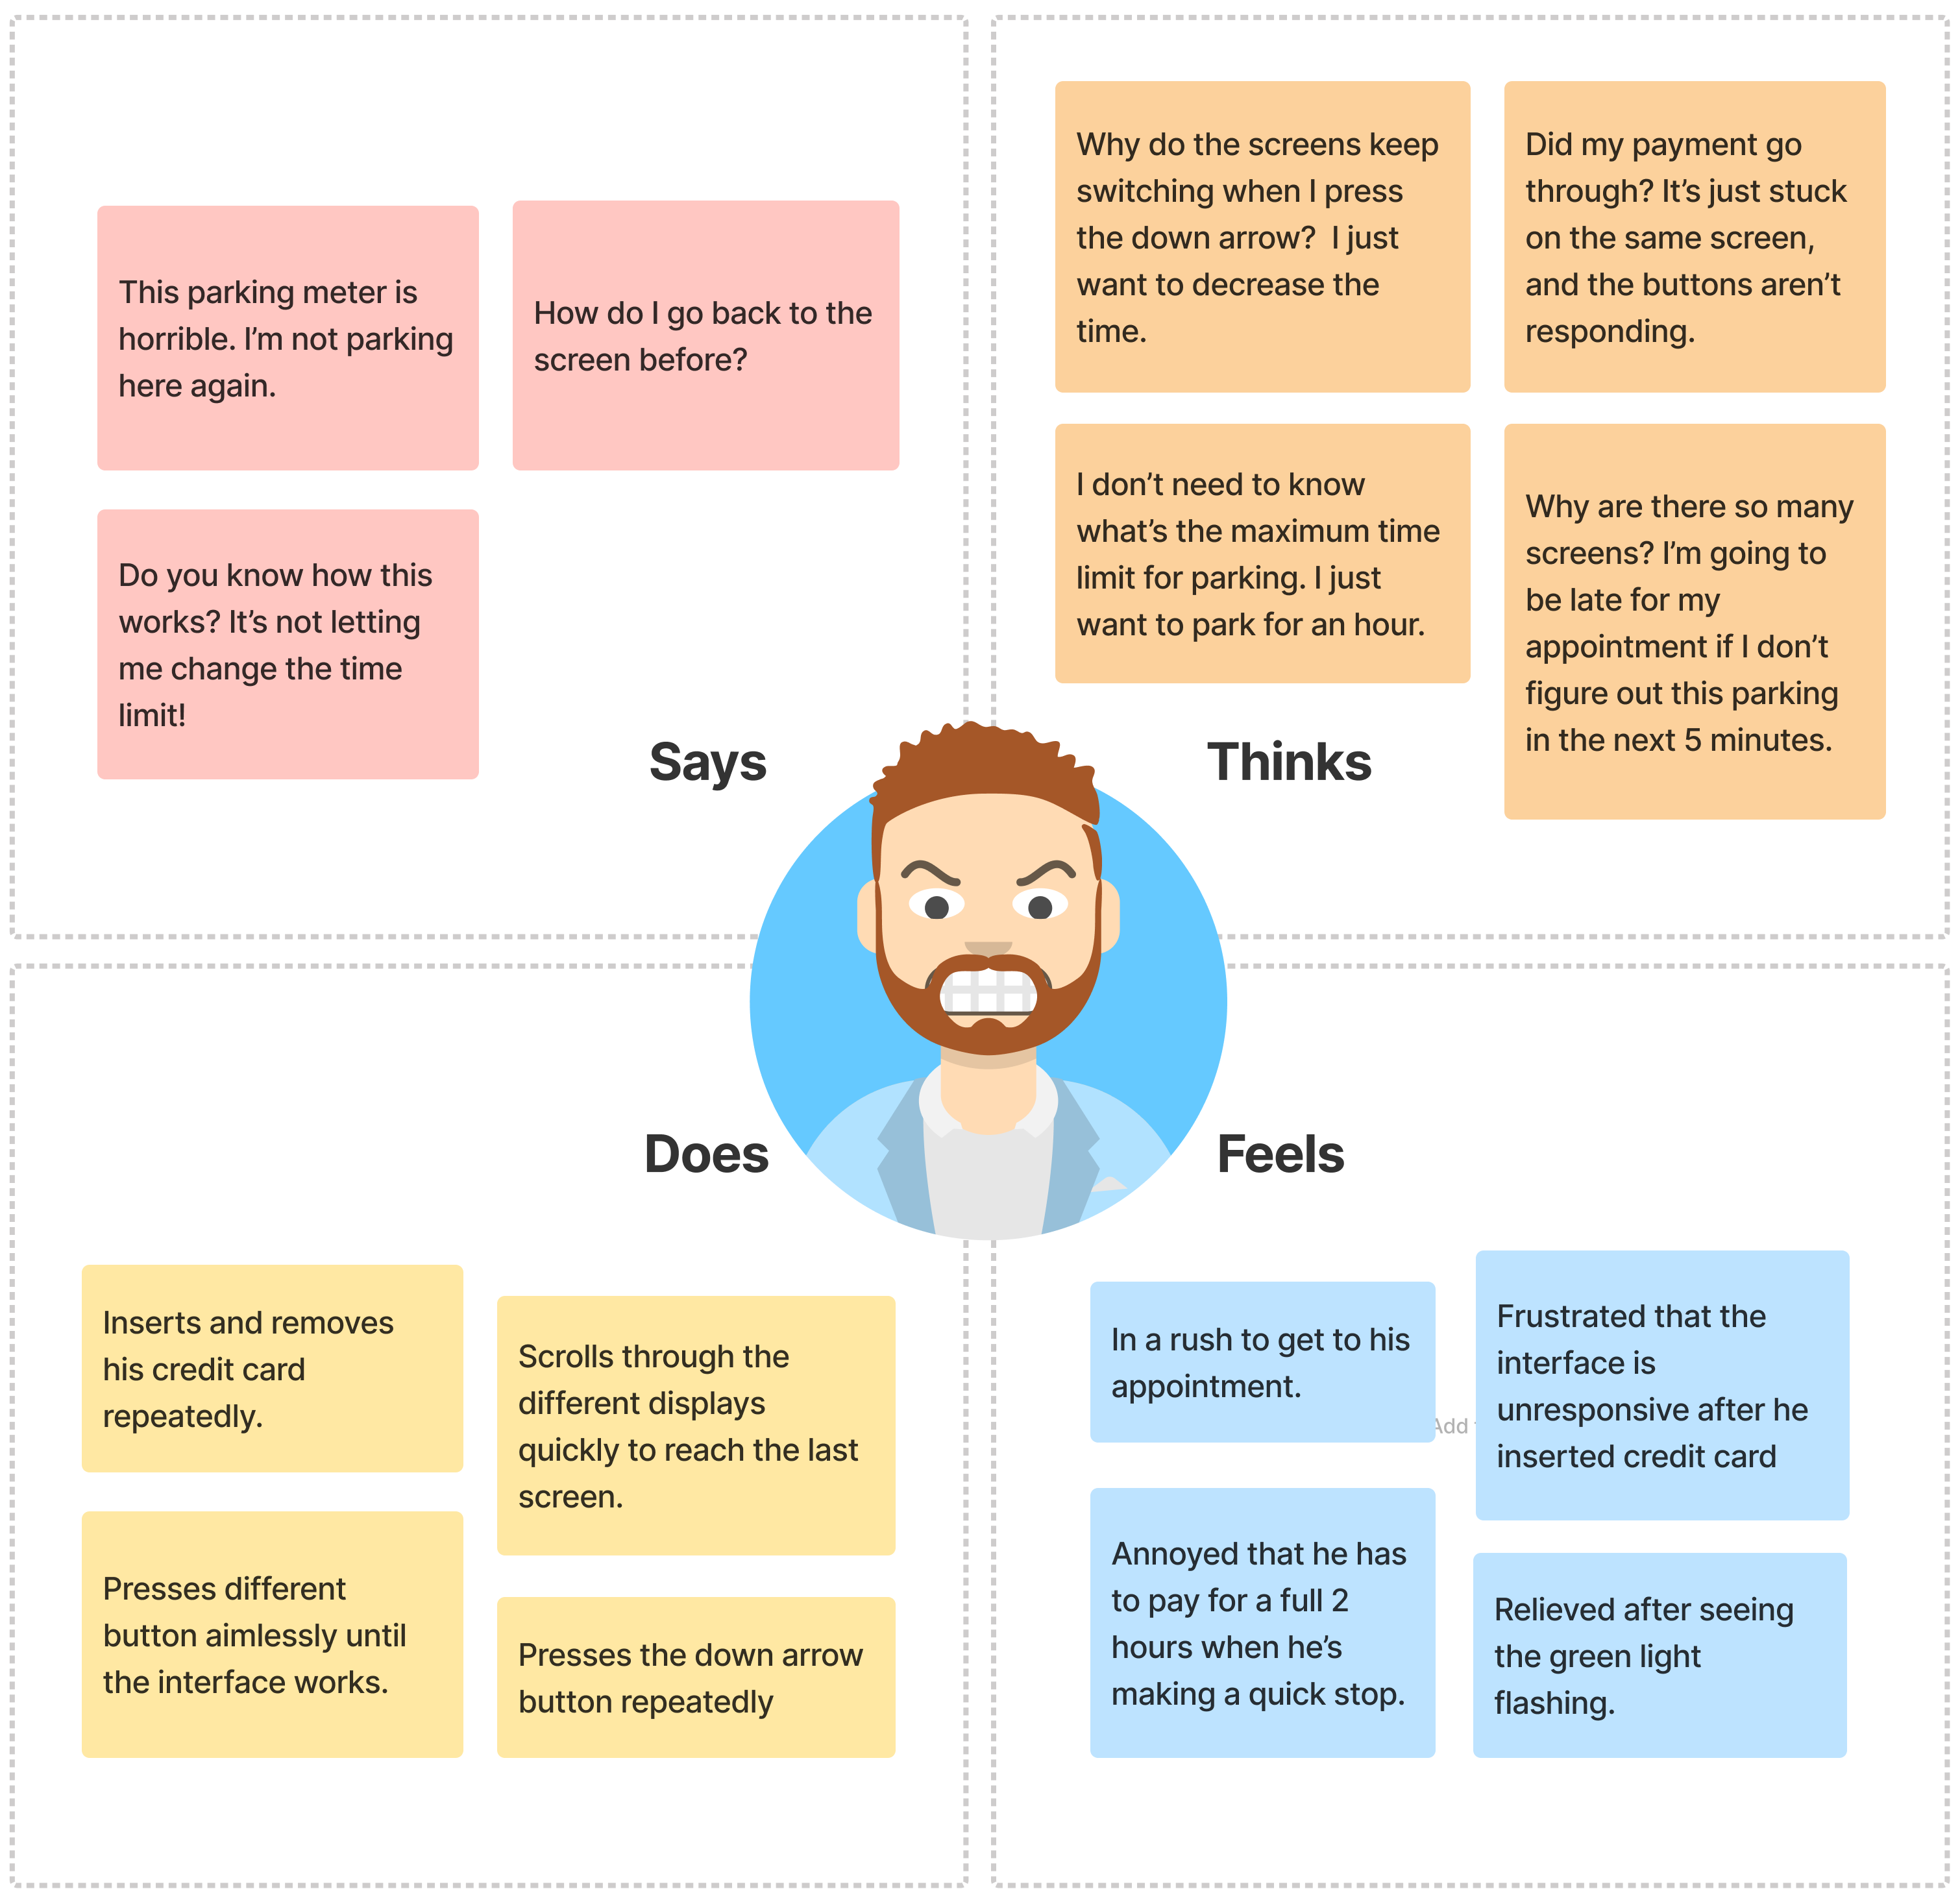 This parking meter is
horrible. I’m not parking
here again.
How do I go back to the
screen before?
Do you know how this
works? It’s not letting
me change the time
limit!
Says
Why do the screens keep
switching when I press
the down arrow?  I just
want to decrease the
time.
Did my payment go
through? It’s just stuck
on the same screen,
and the buttons aren’t
responding.
I don’t need to know
what’s the maximum time
limit for parking. I just
want to park for an hour.
Why are there so many
screens? I’m going to
be late for my
appointment if I don’t
figure out this parking
in the next 5 minutes.
Thinks
Does
Inserts and removes
his credit card
repeatedly.
Scrolls through the
different displays
quickly to reach the last
screen.
Presses different
button aimlessly until
the interface works.
Presses the down arrow
button repeatedly
Feels
In a rush to get to his
appointment.
Add
Frustrated that the
interface is
unresponsive after he
inserted credit card
Annoyed that he has
to pay for a full 2
hours when he’s
making a quick stop.
Relieved after seeing
the green light
flashing.